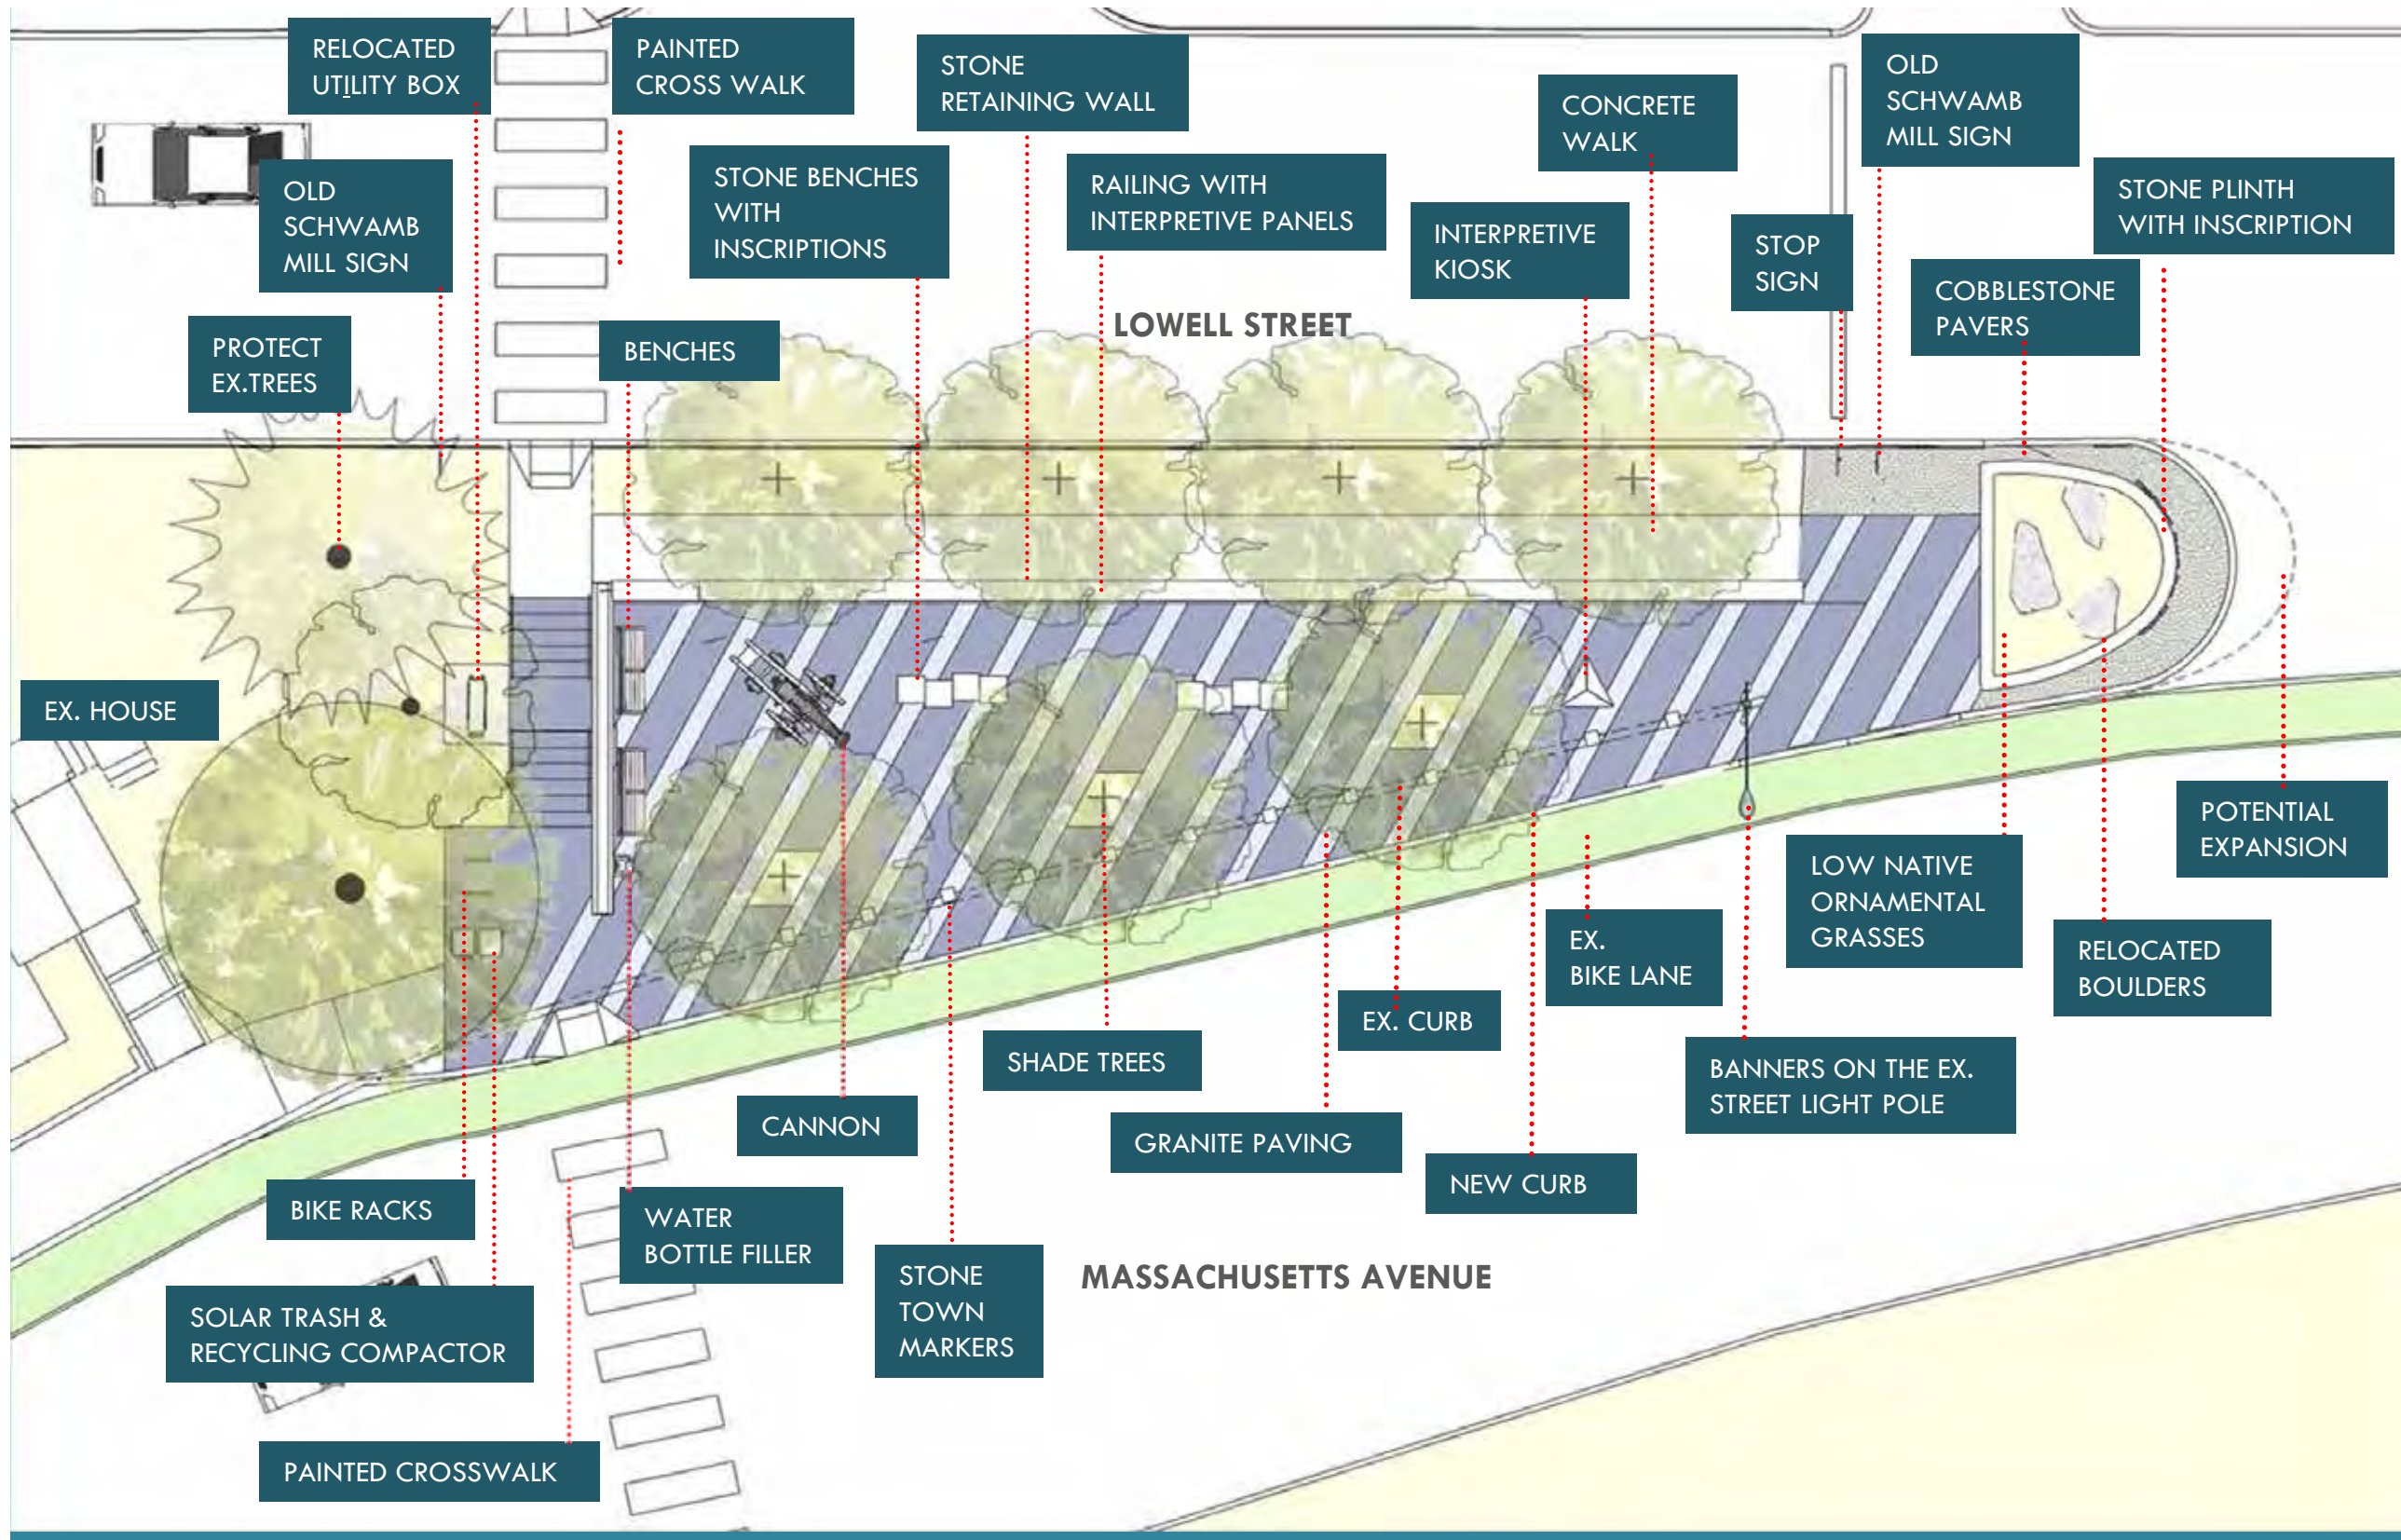 RELOCATED
UTILITY BOX
PAINTED
CROSS WALK
STONE
RETAINING WALL
OLD
SCHWAMB
MILL SIGN
CONCRETE
WALK
OLD
SCHWAMB
MILL SIGN
STONE BENCHES
WITH
INSCRIPTIONS
RAILING WITH
INTERPRETIVE PANELS
INTERPRETIVE
KIOSK
STOP
SIGN
STONE PLINTH
WITH INSCRIPTION
COBBLESTONE
PAVERS
LOWELL STREET
PROTECT
EX.TREES
BENCHES
EX. HOUSE
POTENTIAL
EXPANSION
LOW NATIVE
ORNAMENTAL
GRASSES
RELOCATED
BOULDERS
EX.
BIKE LANE
EX. CURB
SHADE TREES
BANNERS ON THE EX.
STREET LIGHT POLE
CANNON
GRANITE PAVING
NEW CURB
BIKE RACKS
WATER
BOTTLE FILLER
STONE
TOWN
MARKERS
MASSACHUSETTS AVENUE
SOLAR TRASH &
RECYCLING COMPACTOR
PAINTED CROSSWALK